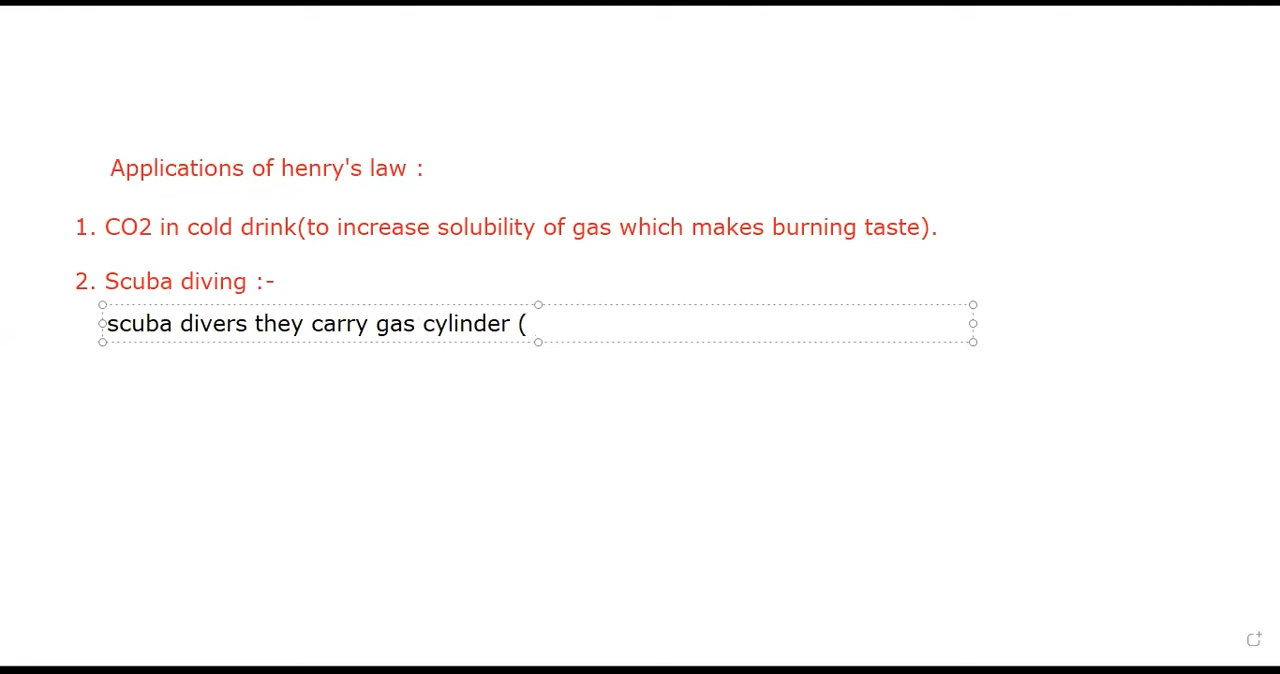 Applications of henry's law :
1. CO2 in cold drink(to increase solubility of gas which makes burning taste).
2. Scuba diving :-
scuba divers they carry gas cylinder (